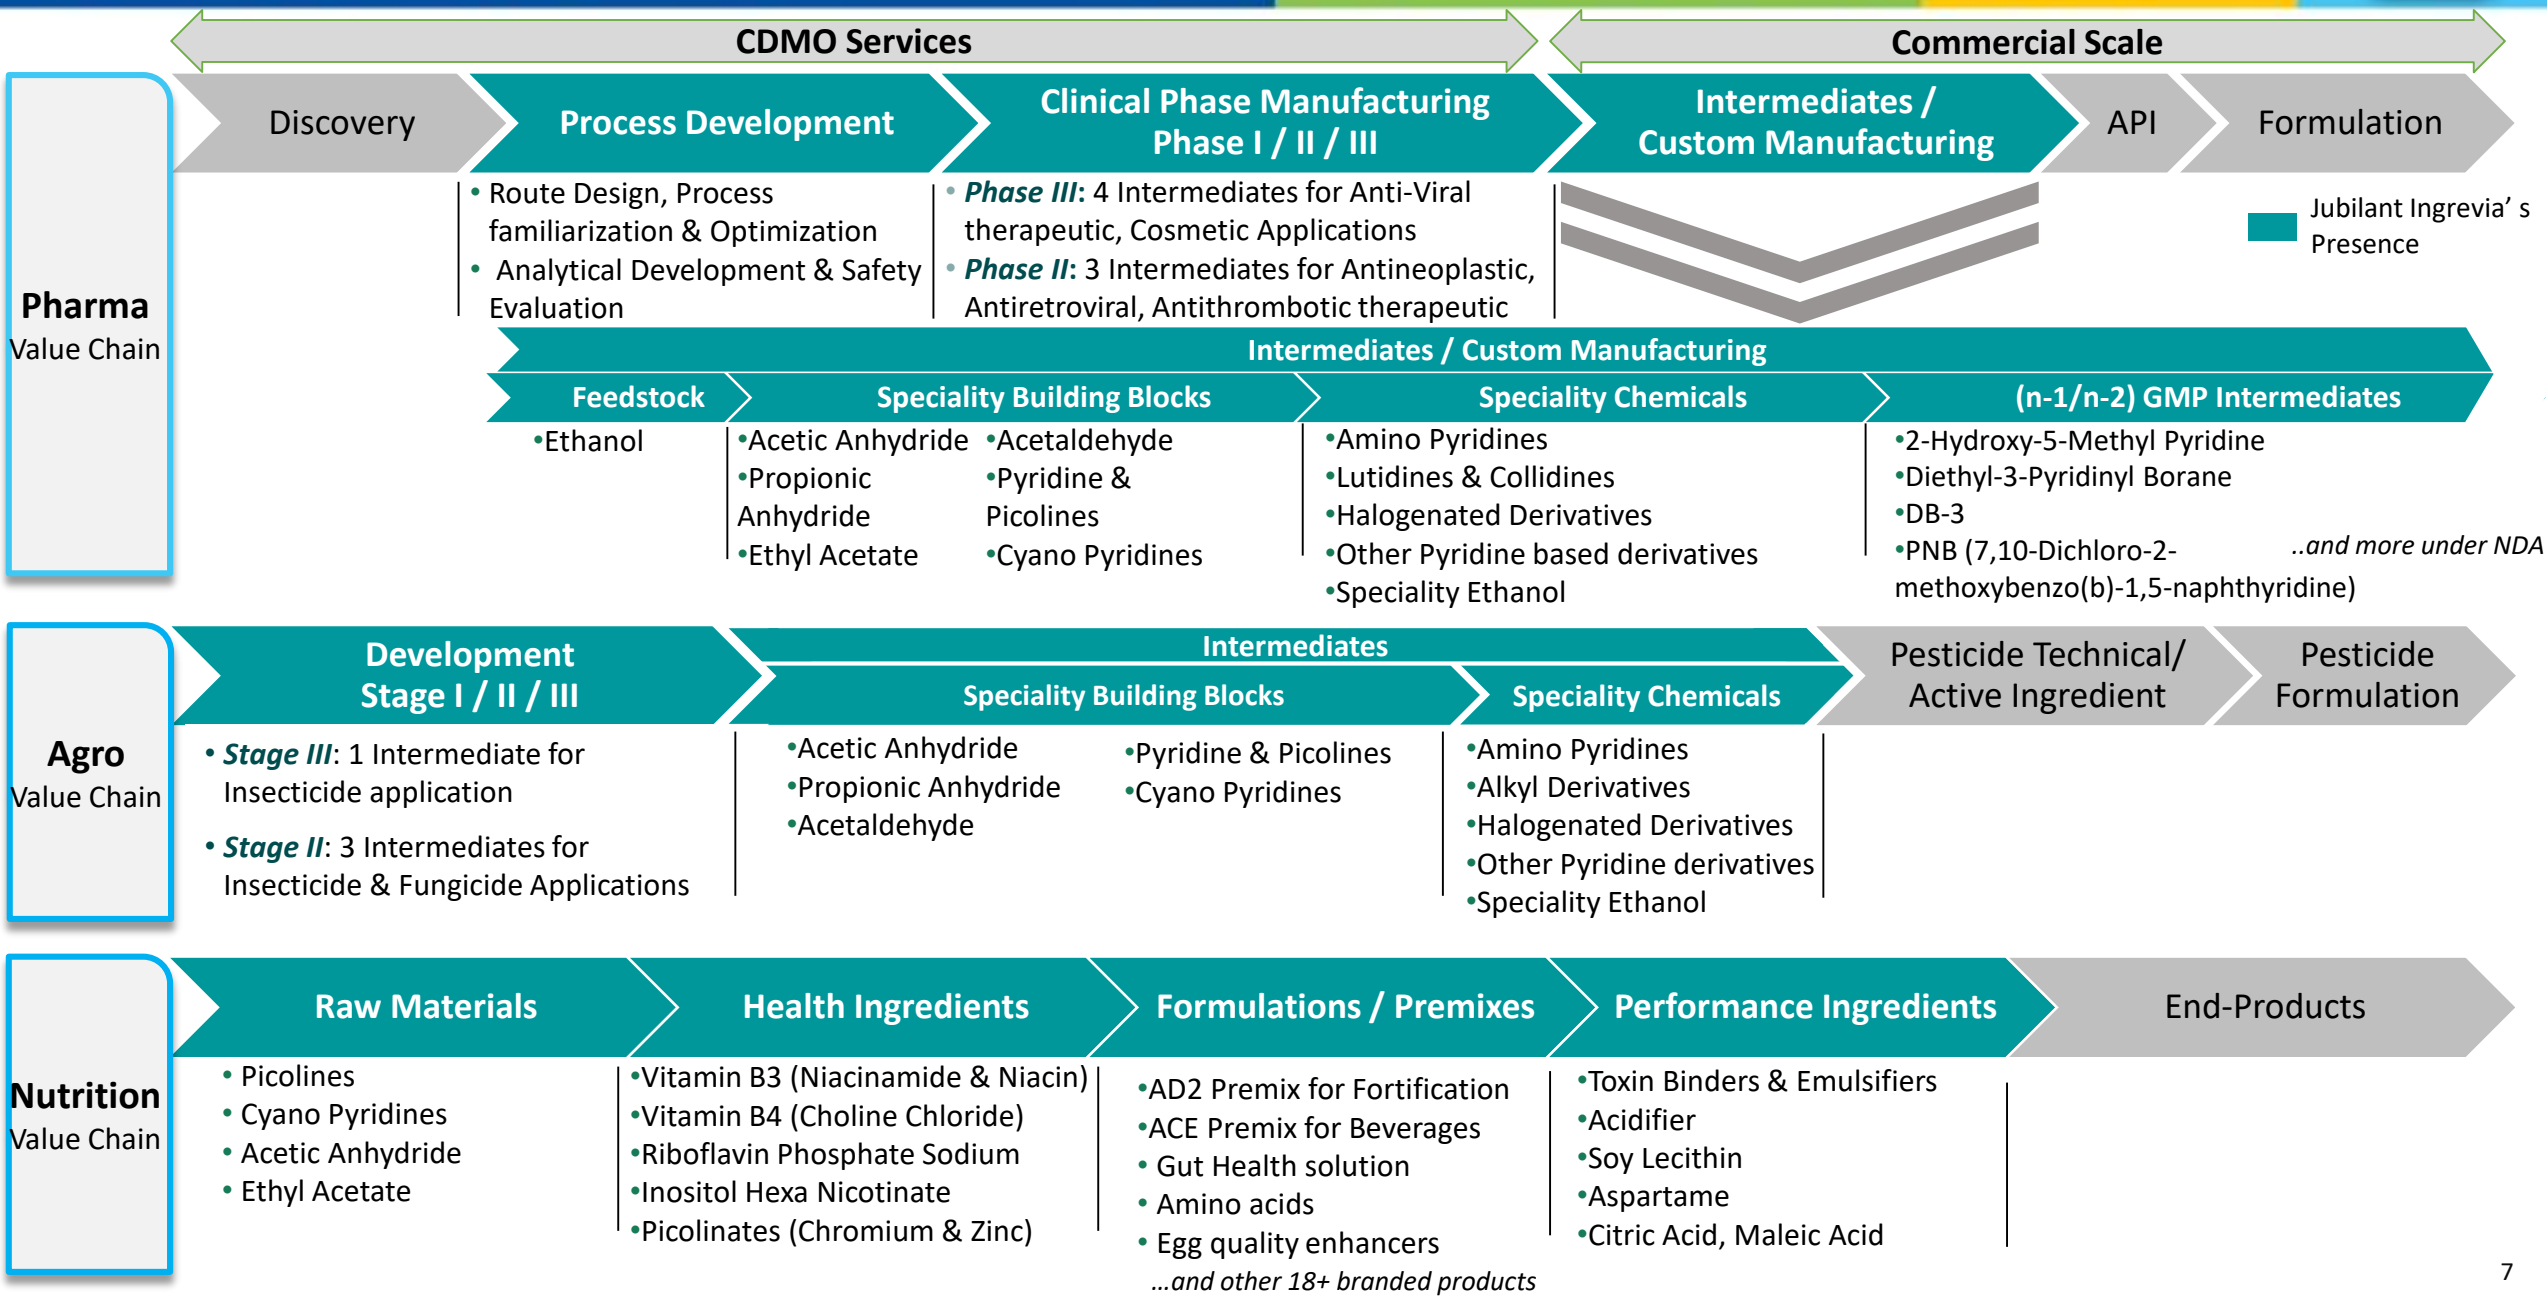 CDMO Services
Commercial Scale
Pharma
Value Chain
Discovery
Process Development
Clinical Phase Manufacturing
Phase I / II / III
Intermediates /
Custom Manufacturing
API
Formulation
• Route Design, Process
familiarization & Optimization
• Analytical Development & Safety
Evaluation
• Phase III: 4 Intermediates for Anti-Viral
therapeutic, Cosmetic Applications
• Phase II: 3 Intermediates for Antineoplastic,
Antiretroviral, Antithrombotic therapeutic
Jubilant Ingrevia' s
Presence
Intermediates / Custom Manufacturing
Feedstock
Speciality Building Blocks
Speciality Chemicals
(n-1/n-2) GMP Intermediates
•Ethanol
•Acetic Anhydride
•Propionic
Anhydride
•Ethyl Acetate
•Acetaldehyde
•Pyridine &
Picolines
•Cyano Pyridines
•Amino Pyridines
•Lutidines & Collidines
•Halogenated Derivatives
•Other Pyridine based derivatives
•Speciality Ethanol
•2-Hydroxy-5-Methyl Pyridine
•Diethyl-3-Pyridinyl Borane
•DB-3
•PNB (7,10-Dichloro-2-
methoxybenzo(b)-1,5-naphthyridine)
..and more under NDA
Agro
Value Chain
Development
Stage I / II / III
Intermediates
Speciality Building Blocks
Speciality Chemicals
Pesticide Technical/
Active Ingredient
Pesticide
Formulation
• Stage III: 1 Intermediate for
Insecticide application
• Stage II: 3 Intermediates for
Insecticide & Fungicide Applications
•Acetic Anhydride
•Propionic Anhydride
•Acetaldehyde
•Pyridine & Picolines
•Cyano Pyridines
•Amino Pyridines
•Alkyl Derivatives
•Halogenated Derivatives
•Other Pyridine derivatives
•Speciality Ethanol
Nutrition
Value Chain
Raw Materials
Health Ingredients
Formulations / Premixes
Performance Ingredients
End-Products
• Picolines
• Cyano Pyridines
• Acetic Anhydride
• Ethyl Acetate
•Vitamin B3 (Niacinamide & Niacin)
•Vitamin B4 (Choline Chloride)
•Riboflavin Phosphate Sodium
•Inositol Hexa Nicotinate
•Picolinates (Chromium & Zinc)
•AD2 Premix for Fortification
•ACE Premix for Beverages
• Gut Health solution
• Amino acids
• Egg quality enhancers
...and other 18+ branded products
•Toxin Binders & Emulsifiers
•Acidifier
•Soy Lecithin
•Aspartame
•Citric Acid, Maleic Acid
7